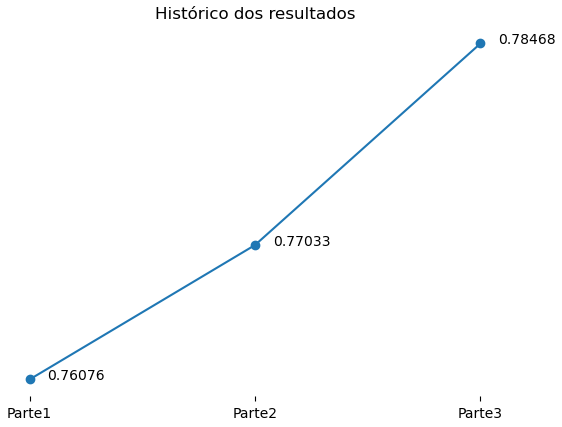 Histórico dos resultados
0.78468
0.77033
0.76076
Parte1
Parte2
Parte3